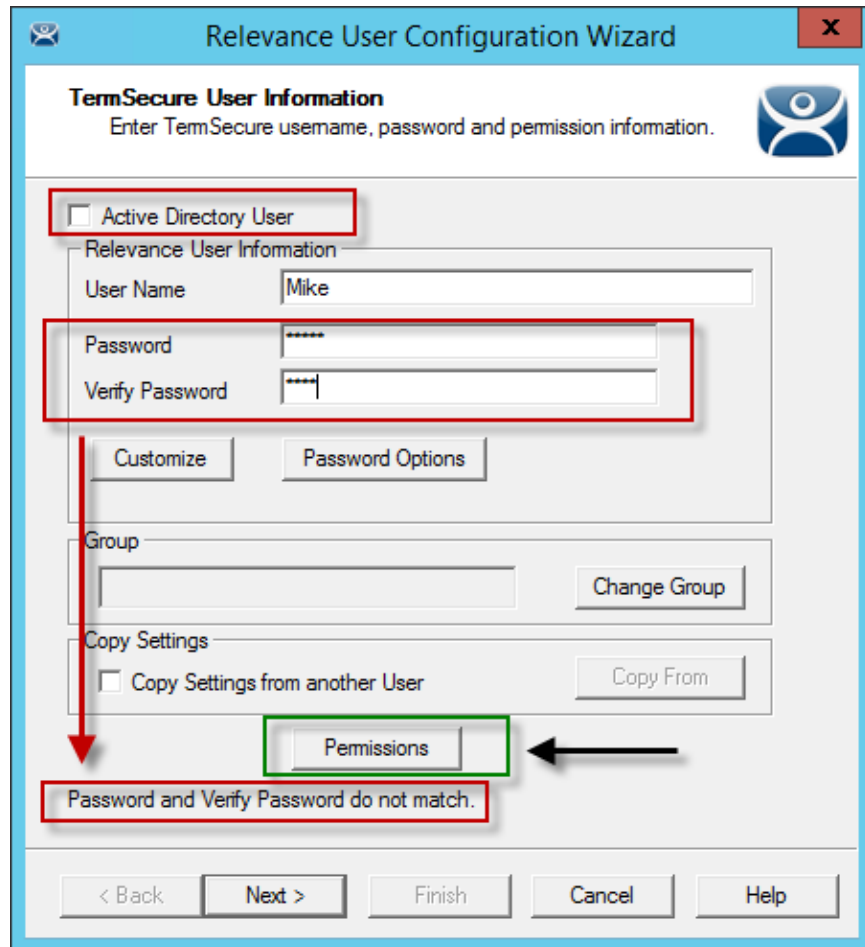 Relevance User Configuration Wizard
x
TermSecure User Information
Enter TermSecure username, password and permission information.
Active Directory User
Relevance User Information
User Name
Mike
Password
*****
Verify Password
****
Customize
Password Options
Group
Change Group
Copy Settings
Copy Settings from another User
Copy From
Permissions
Password and Verify Password do not match.
< Back
Next >
Finish
Cancel
Help